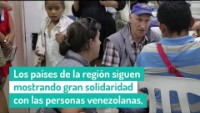 Los países de la región siguen
mostrando gran solidaridad
con las personas venezolanas.